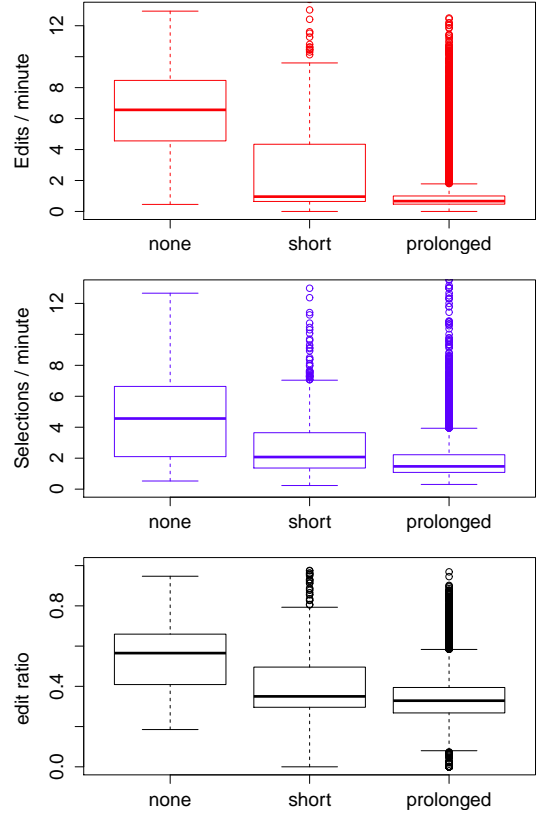 Edits / minute
12
8
6
4
2
0
none short prolonged
Selections / minute
12
8
6
4
2
0
none short prolonged
edit ratio
0.8
0.4
0.0
none short prolonged